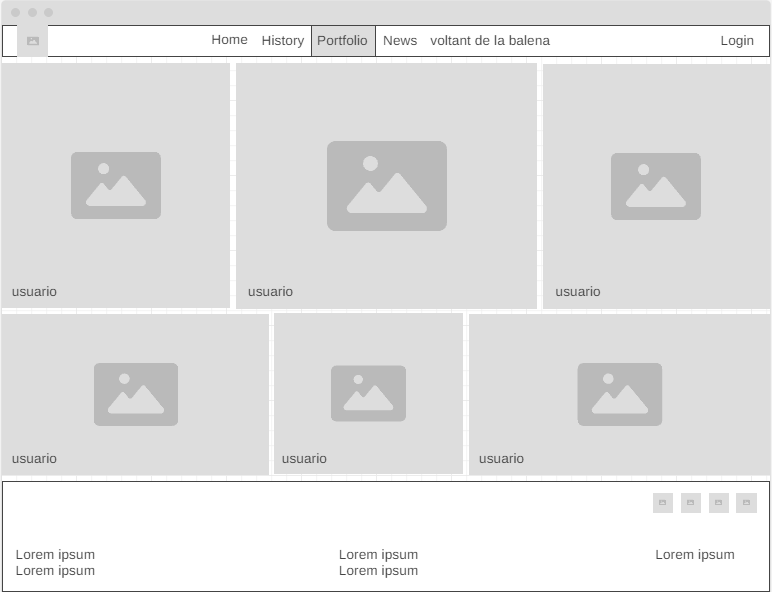 Home History Portfolio News voltant de la balena Login
usuario usuario usuario
usuario usuario usuario
Lorem ipsum Lorem ipsum Lorem ipsum
Lorem ipsum Lorem ipsum